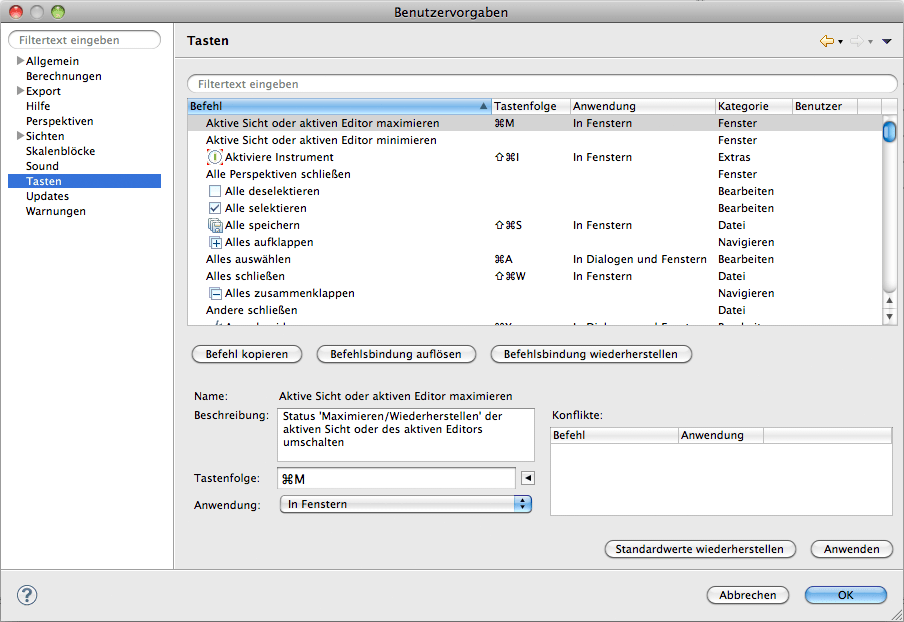 Benutzervorgaben
Filtertext eingeben
Allgemein
Berechnungen
Export
Hilfe
Perspektiven
Sichten
Skalenblöcke
Sound
Tasten
Updates
Warnungen
Tasten
Filtertext eingeben
Befehl Tastenfolge Anwendung Kategorie Benutzer
Aktive Sicht oder aktiven Editor maximieren ⌘M In Fenstern Fenster
Aktive Sicht oder aktiven Editor minimieren Fenster
Aktiviere Instrument ⇧⌘I In Fenstern Extras
Alle Perspektiven schließen Fenster
Alle deselektieren Bearbeiten
Alle selektieren Bearbeiten
Alle speichern ⇧⌘S In Fenstern Datei
Alles aufklappen Navigieren
Alles auswählen ⌘A In Dialogen und Fenstern Bearbeiten
Alles schließen ⇧⌘W In Fenstern Datei
Alles zusammenklappen Navigieren
Andere schließen Datei
Befehl kopieren Befehlsbindung auflösen Befehlsbindung wiederherstellen
Name: Aktive Sicht oder aktiven Editor maximieren
Beschreibung: Status 'Maximieren/Wiederherstellen' der
aktiven Sicht oder des aktiven Editors
umschalten
Konflikte:
Befehl Anwendung
Tastenfolge: ⌘M
Anwendung: In Fenstern
Standardwerte wiederherstellen Anwenden
? Abbrechen OK